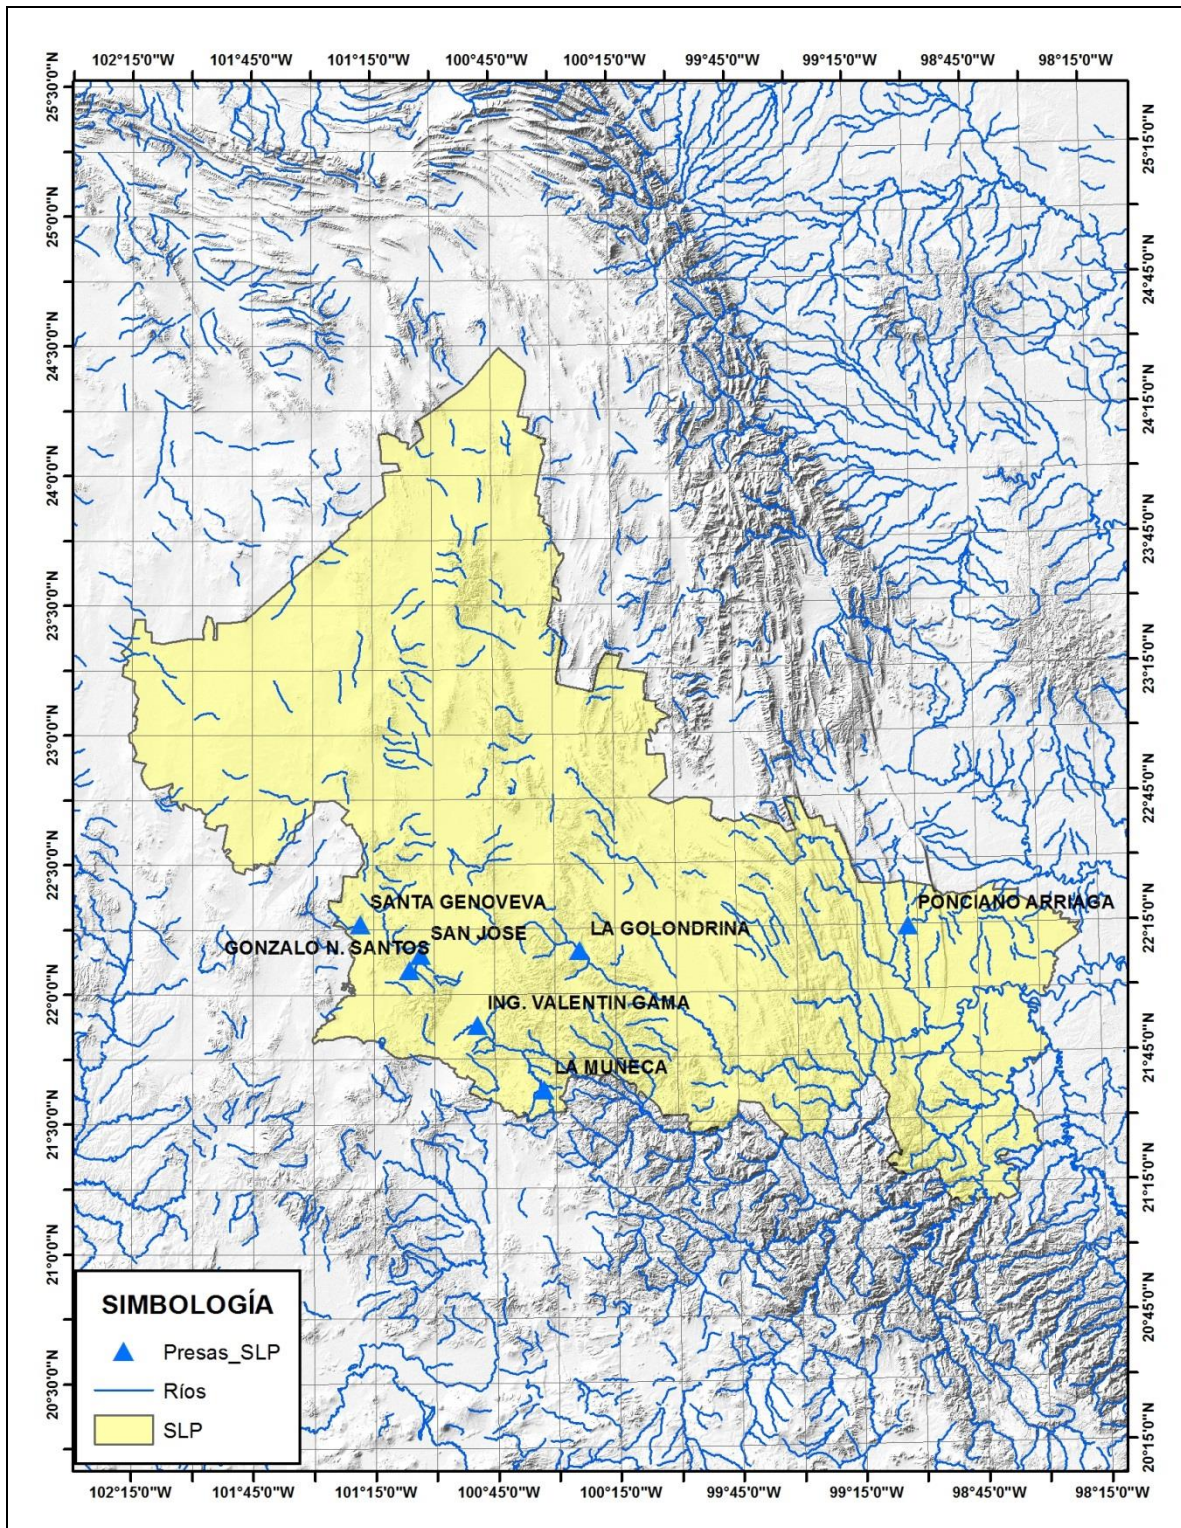 102°15'0"W 101°45'0"W 101°15'0"W 100°45'0"W 100°15'0"W 99°45'0"W 99°15'0"W 98°45'0"W 98°15'0"W
25°30'0"N
25°0'0"N
24°30'0"N
24°0'0"N
23°30'0"N
23°0'0"N
22°30'0"N
22°0'0"N
21°30'0"N
21°0'0"N
20°30'0"N
25°15'0"N
24°45'0"N
24°15'0"N
23°45'0"N
23°15'0"N
22°45'0"N
22°15'0"N
21°45'0"N
21°15'0"N
20°45'0"N
20°15'0"N
SANTA GENOVEVA
PONCIANO ARRIAGA
LA GOLONDRINA
SAN JOSE
GONZALO N. SANTOS
ING. VALENTIN GAMA
LA MUÑECA
SIMBOLOGÍA
Presas_SLP
Ríos
SLP
102°15'0"W 101°45'0"W 101°15'0"W 100°45'0"W 100°15'0"W 99°45'0"W 99°15'0"W 98°45'0"W 98°15'0"W